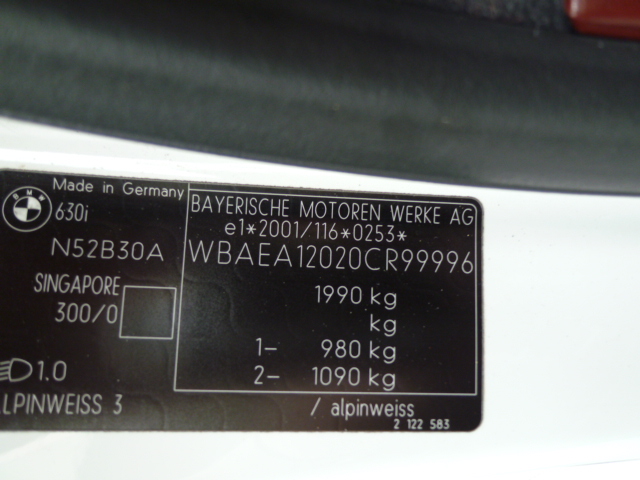 BMW
Made in Germany
630i
N52B30A
SINGAPORE
300/0
1.0
ALPINWEISS 3
BAYERISCHE MOTOREN WERKE AG
e1*2001/116*0253*
WBAEA12020CR99996
1990 kg
kg
1– 980 kg
2– 1090 kg
/ alpinweiss
2 122 583